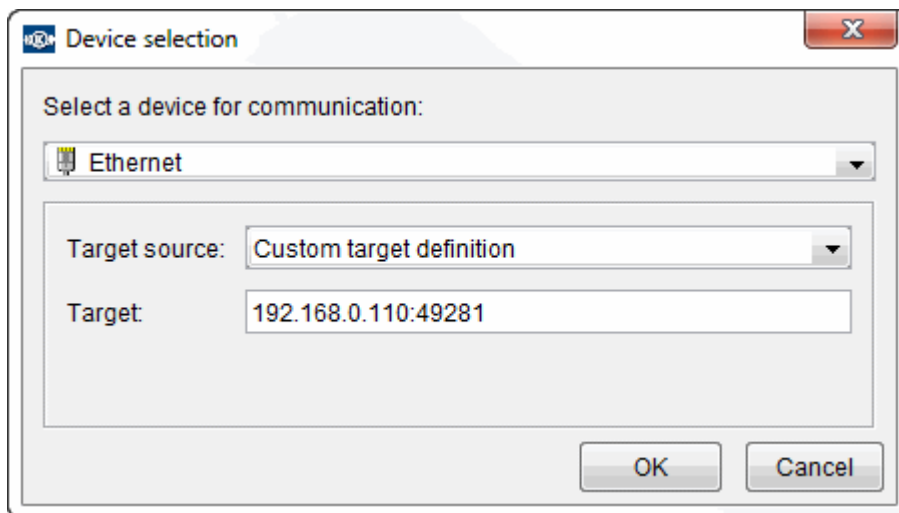 Device selection
Select a device for communication:
Ethernet
Target source: Custom target definition
Target: 192.168.0.110:49281
OK Cancel